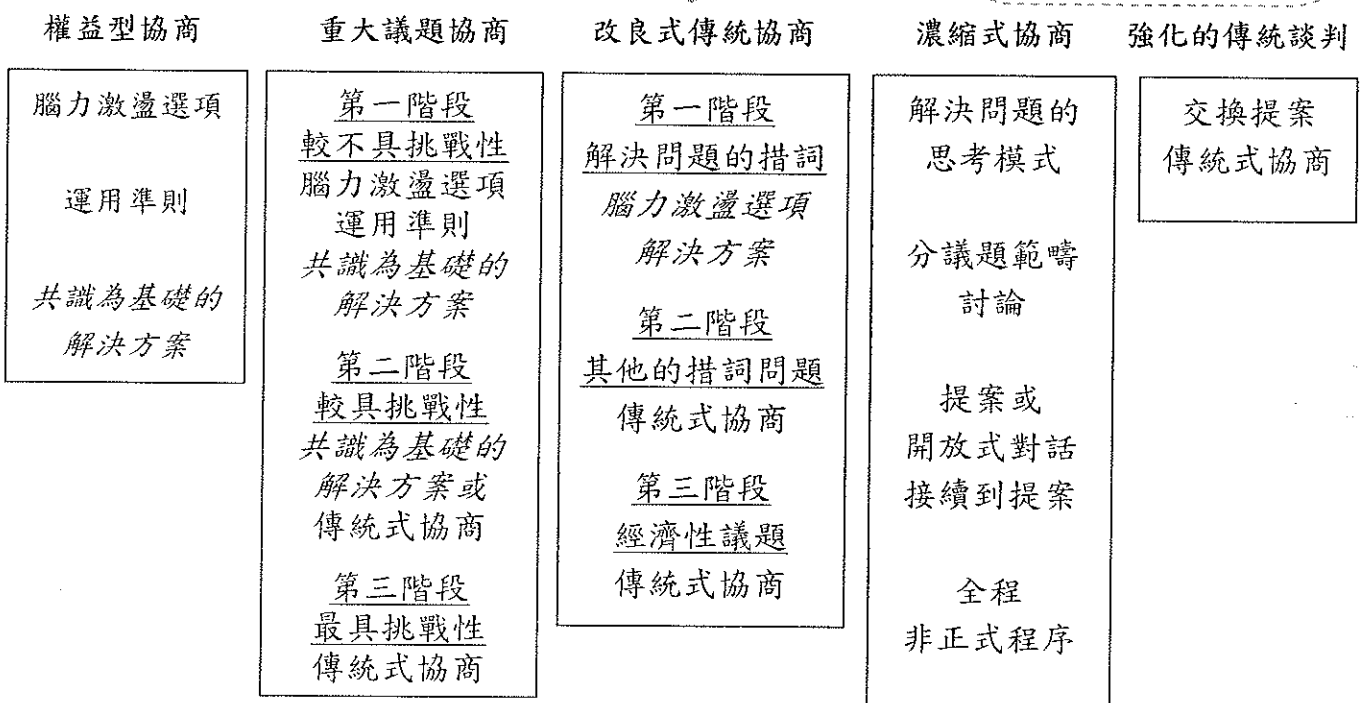 權益型協商
腦力激盪選項
運用準則
共識為基礎的
解決方案
重大議題協商
第一階段
較不具挑戰性
腦力激盪選項
運用準則
共識為基礎的
解決方案
第二階段
較具挑戰性
共識為基礎的
解決方案或
傳統式協商
第三階段
最具挑戰性
傳統式協商
改良式傳統協商
第一階段
解決問題的措詞
腦力激盪選項
解決方案
第二階段
其他的措詞問題
傳統式協商
第三階段
經濟性議題
傳統式協商
濃縮式協商
解決問題的
思考模式
分議題範疇
討論
提案或
開放式對話
接續到提案
全程
非正式程序
強化的傳統談判
交換提案
傳統式協商